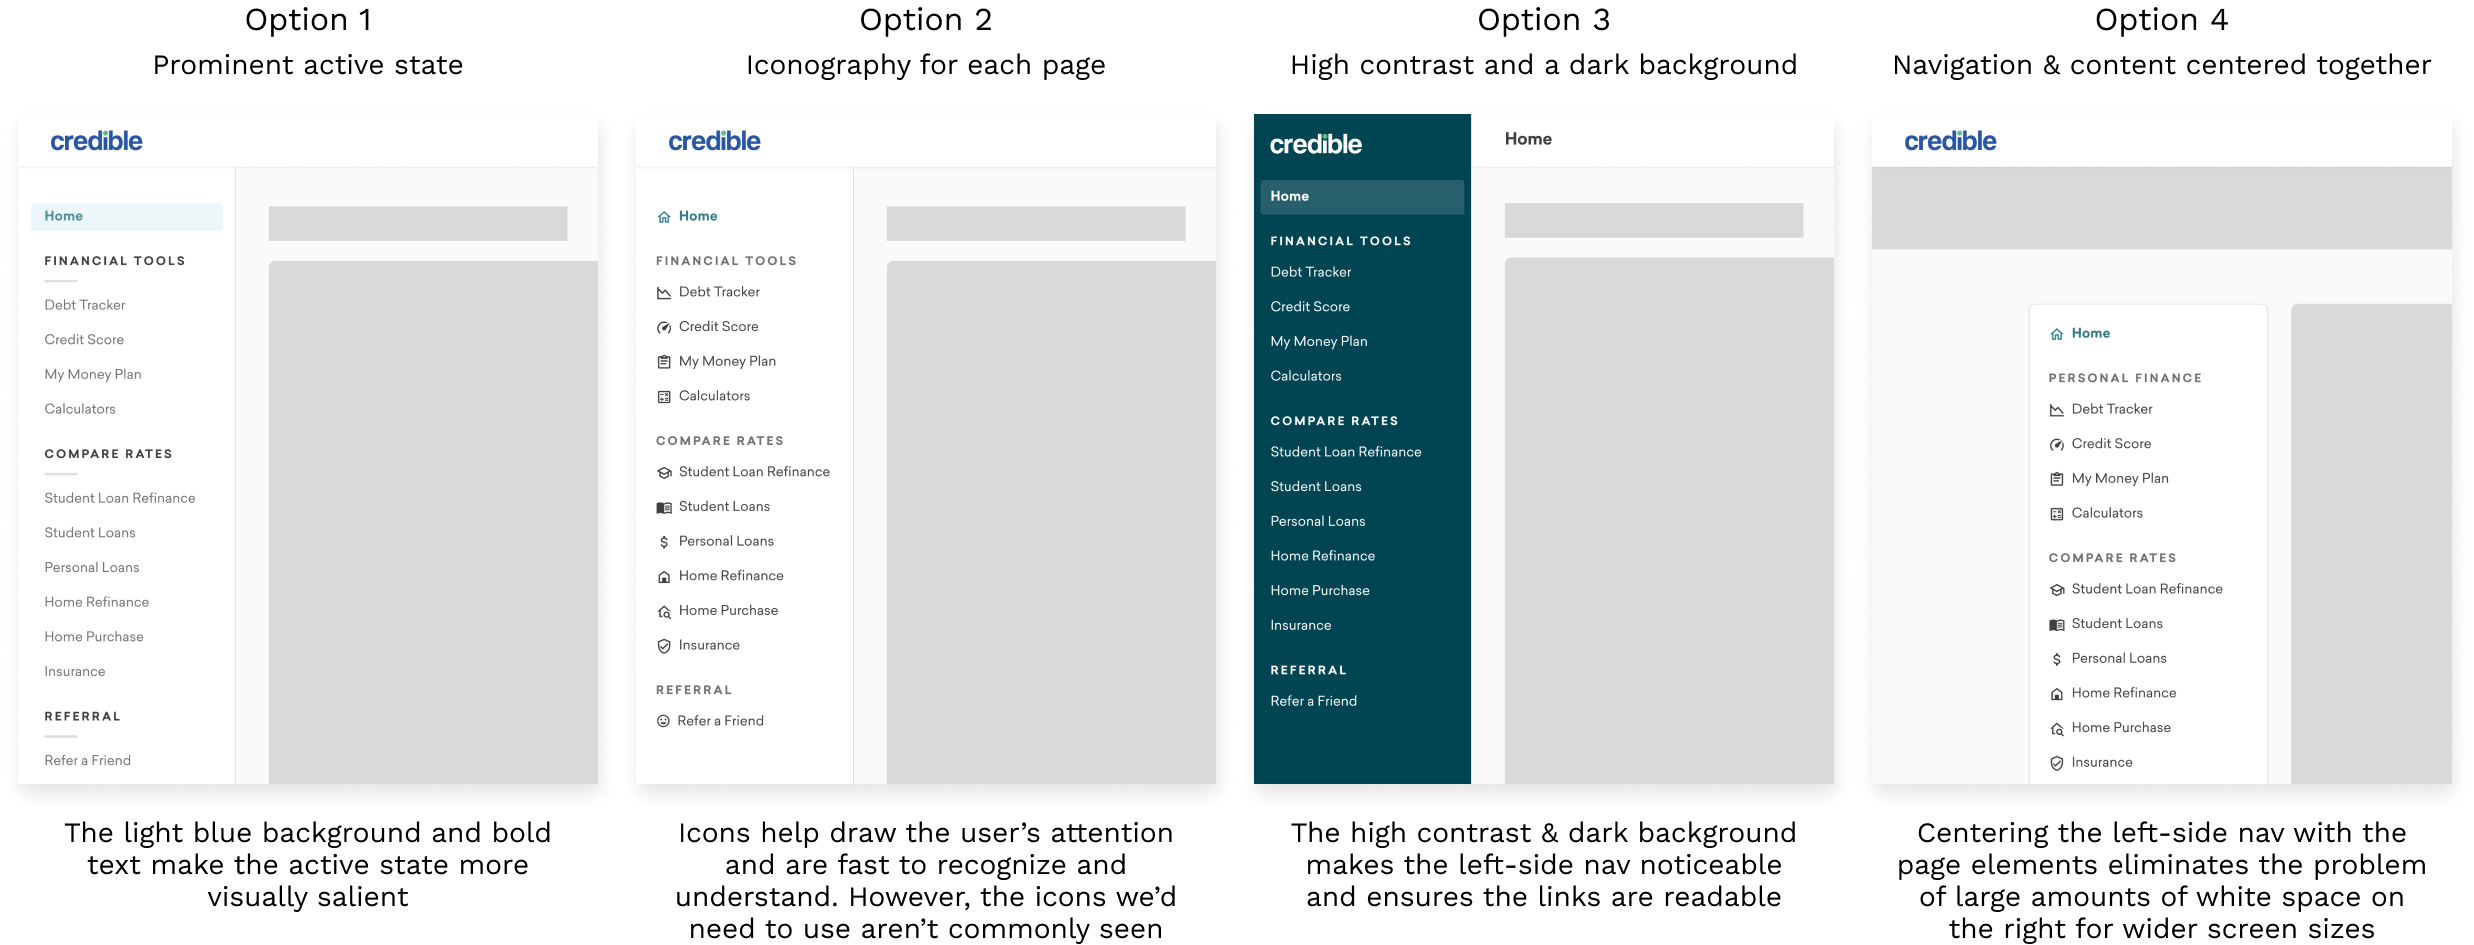 Option 1
Prominent active state
credible
Home
FINANCIAL TOOLS
Debt Tracker
Credit Score
My Money Plan
Calculators
COMPARE RATES
Student Loan Refinance
Student Loans
Personal Loans
Home Refinance
Home Purchase
Insurance
REFERRAL
Refer a Friend
The light blue background and bold
text make the active state more
visually salient
Option 2
Iconography for each page
credible
Home
FINANCIAL TOOLS
Debt Tracker
Credit Score
My Money Plan
Calculators
COMPARE RATES
Student Loan Refinance
Student Loans
Personal Loans
Home Refinance
Home Purchase
Insurance
REFERRAL
Refer a Friend
Icons help draw the user’s attention
and are fast to recognize and
understand. However, the icons we’d
need to use aren’t commonly seen
Option 3
High contrast and a dark background
credible
Home
Home
FINANCIAL TOOLS
Debt Tracker
Credit Score
My Money Plan
Calculators
COMPARE RATES
Student Loan Refinance
Student Loans
Personal Loans
Home Refinance
Home Purchase
Insurance
REFERRAL
Refer a Friend
The high contrast & dark background
makes the left-side nav noticeable
and ensures the links are readable
Option 4
Navigation & content centered together
credible
Home
PERSONAL FINANCE
Debt Tracker
Credit Score
My Money Plan
Calculators
COMPARE RATES
Student Loan Refinance
Student Loans
Personal Loans
Home Refinance
Home Purchase
Insurance
Centering the left-side nav with the
page elements eliminates the problem
of large amounts of white space on
the right for wider screen sizes